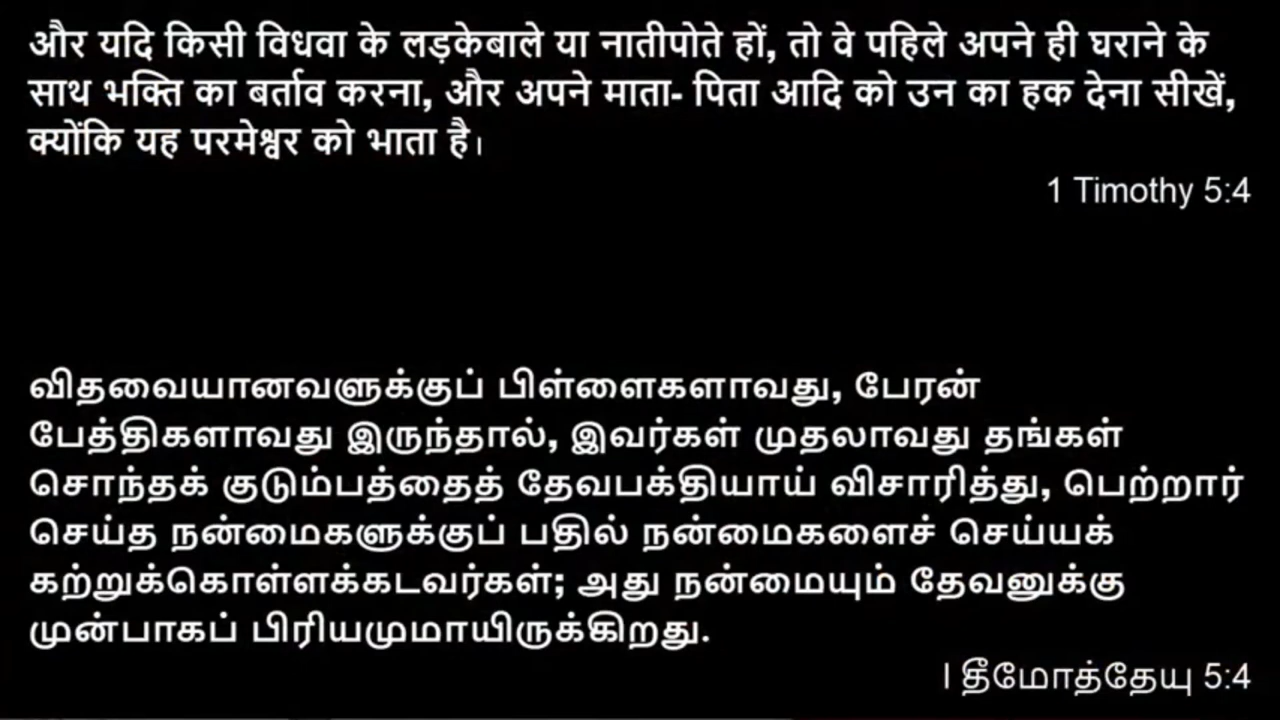 और यदि किसी विधवा के लड़केबाले या नातीपोते हों, तो वे पहिले अपने ही घराने के
साथ भक्ति का बर्ताव करना, और अपने माता- पिता आदि को उन का हक देना सीखें,
क्योंकि यह परमेश्वर को भाता है।
1 Timothy 5:4
விதவையானவளுக்குப் பிள்ளைகளாவது, பேரன்
பேத்திகளாவது இருந்தால், இவர்கள் முதலாவது தங்கள்
சொந்தக் குடும்பத்தைத் தேவபக்தியாய் விசாரித்து, பெற்றார்
செய்த நன்மைகளுக்குப் பதில் நன்மைகளைச் செய்யக்
கற்றுக்கொள்ளக்கடவர்கள்; அது நன்மையும் தேவனுக்கு
முன்பாகப் பிரியமுமாயிருக்கிறது.
I தீமோத்தேயு 5:4